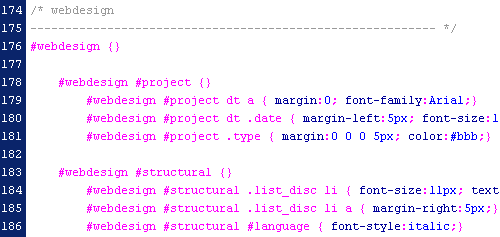 174 /* webdesign
175 ---------------------------------------------------------- */
176 #webdesign {}
177
178 #webdesign #project {}
179 #webdesign #project dt a { margin:0; font-family:Arial;}
180 #webdesign #project dt .date { margin-left:5px; font-size:1
181 #webdesign #project .type { margin:0 0 0 5px; color:#bbb;}
182
183 #webdesign #structural {}
184 #webdesign #structural .list_disc li { font-size:11px; text
185 #webdesign #structural .list_disc li a { margin-right:5px;}
186 #webdesign #structural #language { font-style:italic;}